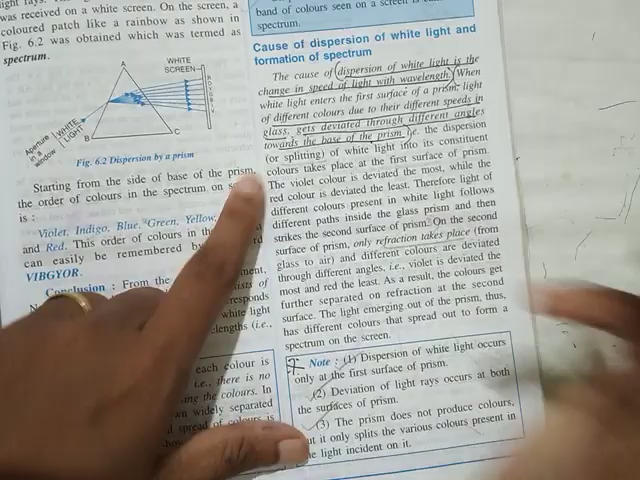 was received on a white screen. On the screen, a
coloured patch like a rainbow as shown in
Fig. 6.2 was obtained which was termed as
spectrum.
A
WHITE
SCREEN
B
C
WHITE
LIGHT
Aperture
in a
window
Fig. 6.2 Dispersion by a prism
Starting from the side of base of the prism,
the order of colours in the spectrum on
is :
Violet, Indigo, Blue, Green, Yellow,
and Red. This order of colours in the
can easily be remembered by
VIBGYOR.
Conclusion : From the
band of colours seen on a screen is
spectrum.
Cause of dispersion of white light and
formation of spectrum
The cause of dispersion of white light is the
change in speed of light with wavelength. When
white light enters the first surface of a prism, light
of different colours due to their different speeds in
glass, gets deviated through different angles
towards the base of the prism i.e. the dispersion
(or splitting) of white light into its constituent
colours takes place at the first surface of prism.
The violet colour is deviated the most, while the
red colour is deviated the least. Therefore light of
different colours present in white light follows
different paths inside the glass prism and then
strikes the second surface of prism. On the second
surface of prism, only refraction takes place (from
glass to air) and different colours are deviated
through different angles, i.e., violet is deviated the
most and red the least. As a result, the colours get
further separated on refraction at the second
surface. The light emerging out of the prism, thus,
has different colours that spread out to form a
spectrum on the screen.
Note : (1) Dispersion of white light occurs
only at the first surface of prism.
(2) Deviation of light rays occurs at both
the surfaces of prism.
(3) The prism does not produce colours,
but it only splits the various colours present in
the light incident on it.
white light
each colour is
i.e., there is no
the colours. In
widely separated